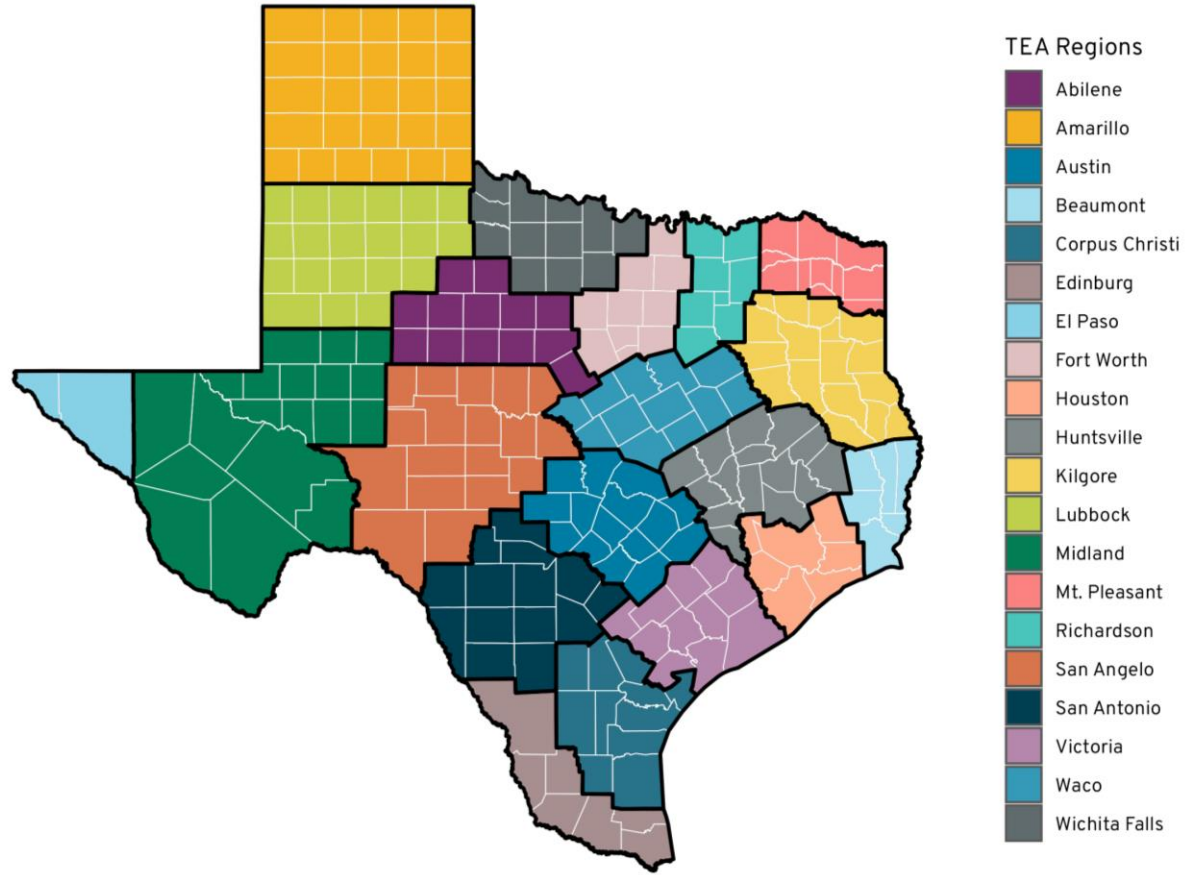 TEA Regions
Abilene
Amarillo
Austin
Beaumont
Corpus Christi
Edinburg
El Paso
Fort Worth
Houston
Huntsville
Kilgore
Lubbock
Midland
Mt. Pleasant
Richardson
San Angelo
San Antonio
Victoria
Waco
Wichita Falls